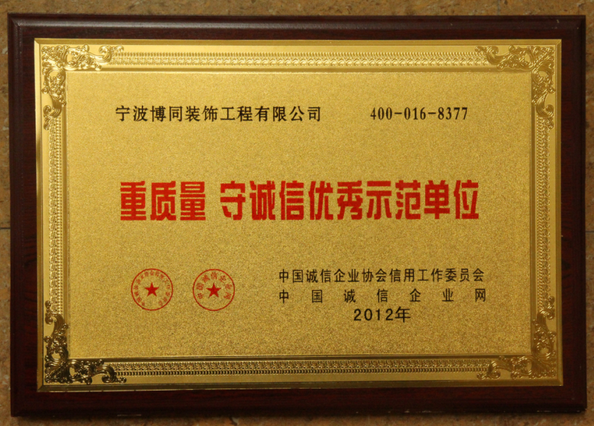 宁波博同装饰工程有限公司 400-016-8377
重质量 守诚信优秀示范单位
中国诚信企业协会信用工作委员会
中国诚信企业网
2012年